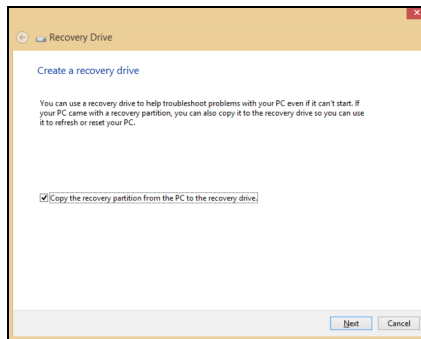 Recovery Drive
Create a recovery drive
You can use a recovery drive to help troubleshoot problems with your PC even if it can't start. If
your PC came with a recovery partition, you can also copy it to the recovery drive so you can use
it to refresh or reset your PC.
Copy the recovery partition from the PC to the recovery drive.
Next Cancel